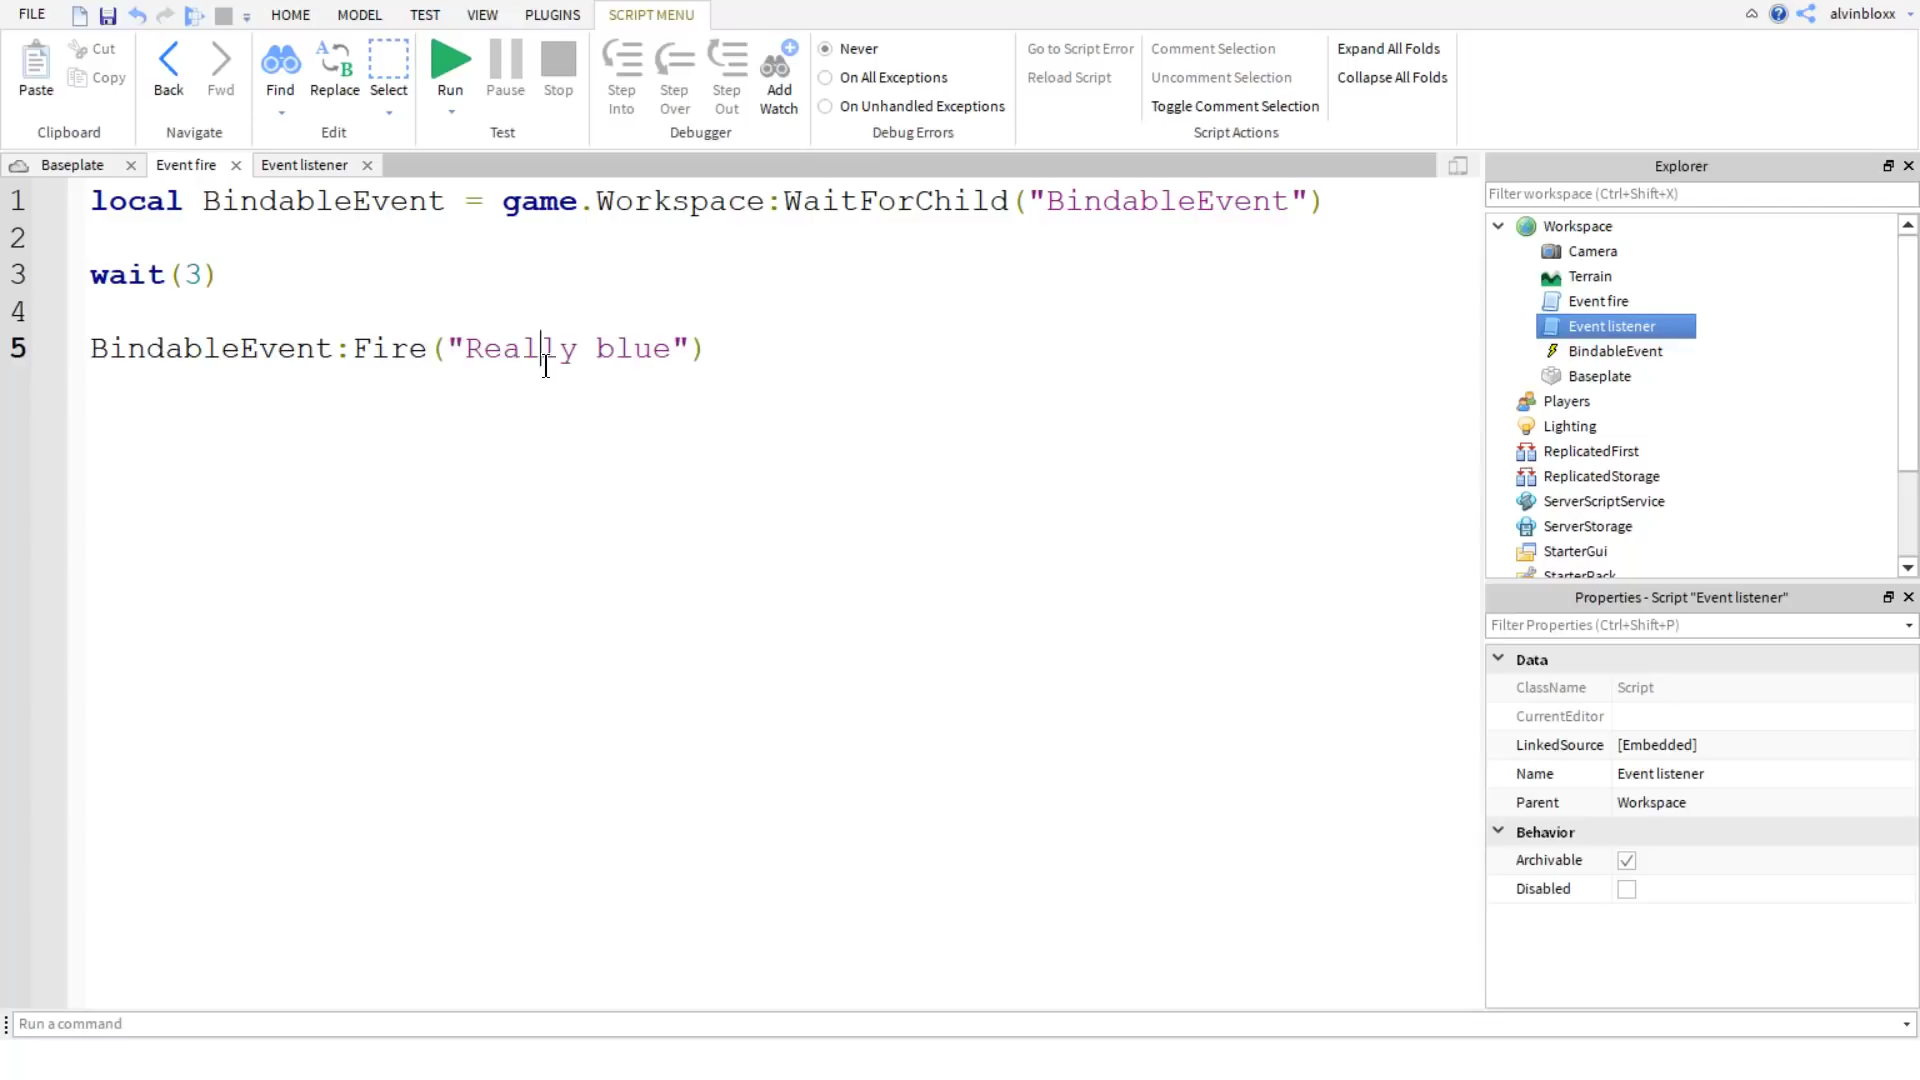 FILE HOME MODEL TEST VIEW PLUGINS SCRIPT MENU alvinbloxx
Paste Cut Copy Back Fwd Find Replace Select Run Pause Stop Step Into Step Over Step Out Add Watch
Never
On All Exceptions
On Unhandled Exceptions
Go to Script Error
Reload Script
Comment Selection
Uncomment Selection
Toggle Comment Selection
Expand All Folds
Collapse All Folds
Clipboard Navigate Edit Test Debugger Debug Errors Script Actions
Baseplate Event fire Event listener
1 local BindableEvent = game.Workspace:WaitForChild("BindableEvent")
2
3 wait(3)
4
5 BindableEvent:Fire("Really blue")
Explorer
Filter workspace (Ctrl+Shift+X)
Workspace
Camera
Terrain
Event fire
Event listener
BindableEvent
Baseplate
Players
Lighting
ReplicatedFirst
ReplicatedStorage
ServerScriptService
ServerStorage
StarterGui
StarterPack
Properties - Script "Event listener"
Filter Properties (Ctrl+Shift+P)
Data
ClassName Script
CurrentEditor
LinkedSource [Embedded]
Name Event listener
Parent Workspace
Behavior
Archivable
Disabled
Run a command